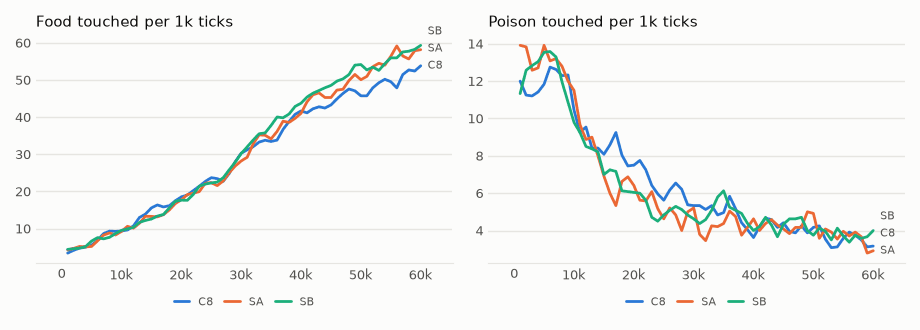 Food touched per 1k ticks
60
50
40
30
20
10
0
10k
20k
30k
40k
50k
60k
SB
SA
C8
C8
SA
SB
Poison touched per 1k ticks
14
12
10
8
6
4
0
10k
20k
30k
40k
50k
60k
SB
C8
SA
C8
SA
SB